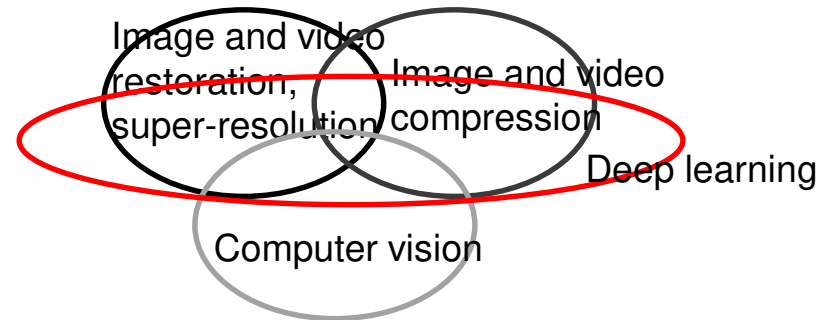 Image and video
restoration,
super-resolution
Image and video
compression
Deep learning
Computer vision